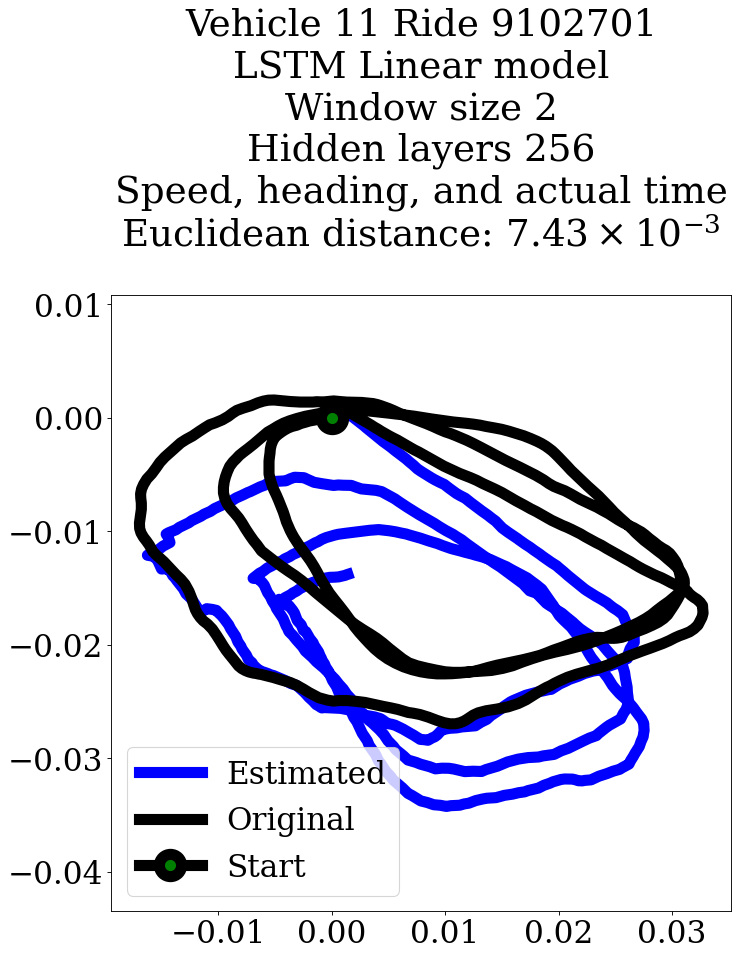 Vehicle 11 Ride 9102701
LSTM Linear model
Window size 2
Hidden layers 256
Speed, heading, and actual time
Euclidean distance: 7.43 × 10⁻³
0.01
0.00
−0.01
−0.02
−0.03
−0.04
Estimated
Original
Start
−0.01 0.00 0.01 0.02 0.03